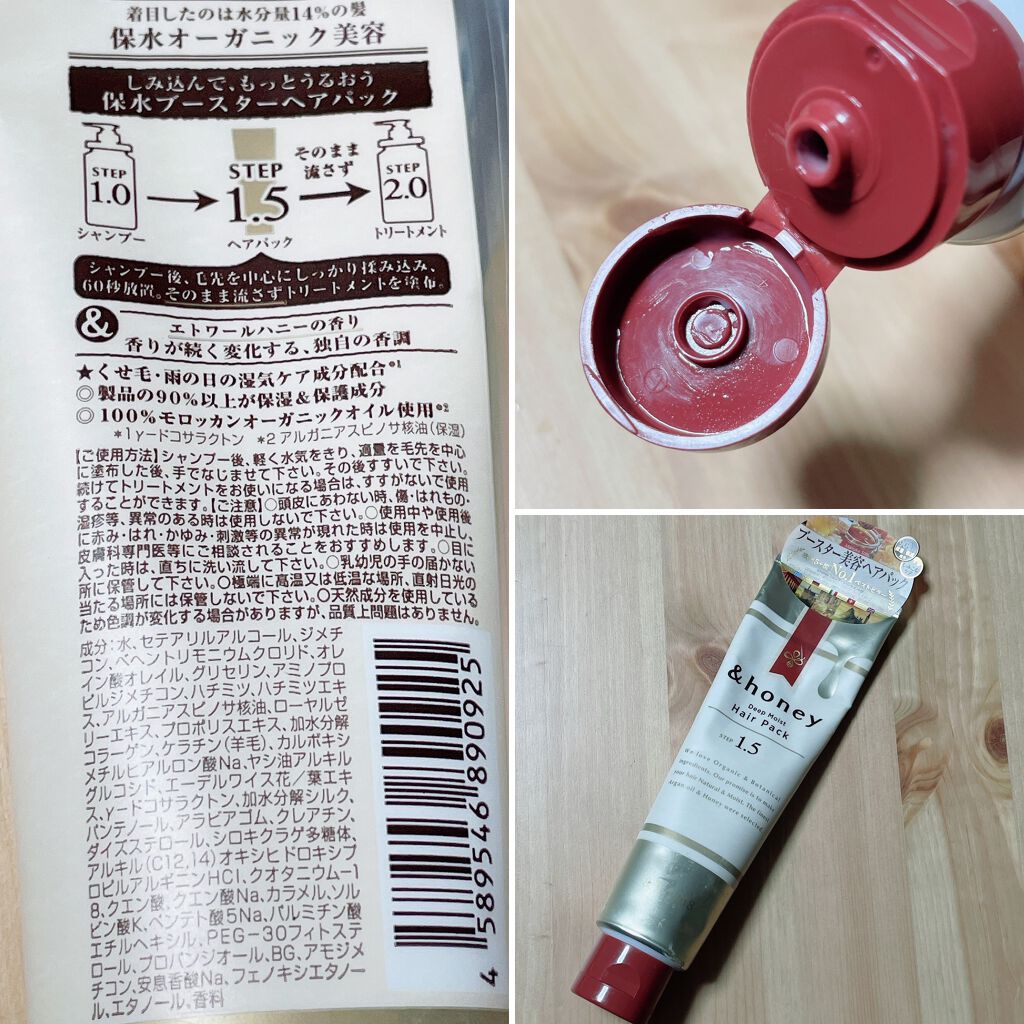 着目したのは水分量14%の髪
保水オーガニック美容
しみ込んで、もっとうるおう
保水ブースターヘアパック
STEP
1.0
シャンプー
STEP
1.5
ヘアパック
そのまま
流さず
STEP
2.0
トリートメント
シャンプー後、毛先を中心にしっかり揉み込み、
60秒放置。そのまま流さずトリートメントを塗布。
&
エトワールハニーの香り
香りが続く変化する、独自の香調
★くせ毛・雨の日の湿気ケア成分配合*1
◎製品の90%以上が保湿&保護成分
◎100%モロッカンオーガニックオイル使用*2
*1 γ-ドコサラクトン *2 アルガニアスピノサ核油(保湿)
【ご使用方法】シャンプー後、軽く水気をきり、適量を毛先を中心
に塗布した後、手でなじませて下さい。その後すすいで下さい。
続けてトリートメントをお使いになる場合は、すすがないで使用
することができます。【ご注意】○頭皮にあわない時、傷・はれもの・
湿疹等、異常のある時は使用しないで下さい。○使用中や使用後
に赤み・はれ・かゆみ・刺激等の異常が現れた時は使用を中止し、
皮膚科専門医等にご相談されることをおすすめします。○目に
入った時は、直ちに洗い流して下さい。○乳幼児の手の届かない
所に保管して下さい。○極端に高温又は低温な場所、直射日光の
当たる場所には保管しないで下さい。○天然成分を使用している
ため色調が変化する場合がありますが、品質上問題はありません。
成分:水、セテアリルアルコール、ジメチ
コン、ベヘントリモニウムクロリド、オレ
イン酸オレイル、グリセリン、アミノプロ
ピルジメチコン、ハチミツ、ハチミツエキ
ス、アルガニアスピノサ核油、ローヤルゼ
リーエキス、プロポリスエキス、加水分解
コラーゲン、ケラチン(羊毛)、カルボキシ
メチルヒアルロン酸Na、ヤシ油アルキル
グルコシド、エーデルワイス花/葉エキ
ス、γ-ドコサラクトン、加水分解シルク、
パンテノール、アラビアゴム、クレアチン、
ダイズステロール、シロキクラゲ多糖体、
アルキル(C12,14)オキシヒドロキシプ
ロピルアルギニンHCl、クオタニウム-1
8、クエン酸、クエン酸Na、カラメル、ソル
ビン酸K、ペンテト酸5Na、パルミチン酸
エチルヘキシル、PEG-30フィトステ
ロール、プロパンジオール、BG、アモジメ
チコン、安息香酸Na、フェノキシエタノー
ル、エタノール、香料
4 589546 890925
ブースター美容ヘアパック
No.1
&honey
Deep Moist
Hair Pack
STEP 1.5
We love Organic & Botanical
ingredients. Our promise is to make
your hair Natural & Moist. The finest
Argan oil & Honey were selected.